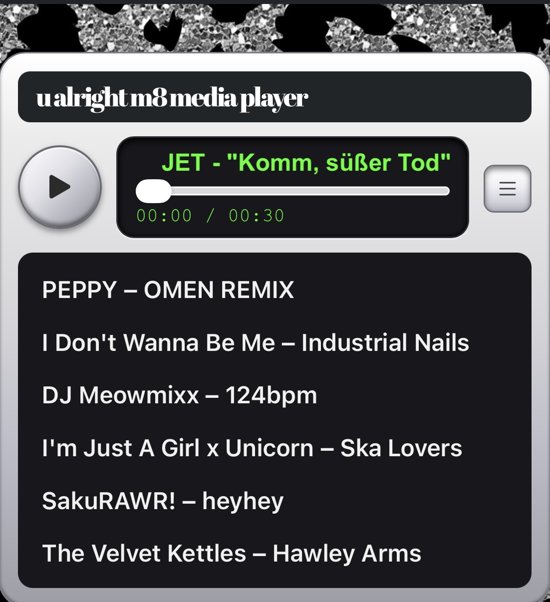 u alright m8 media player
JET - "Komm, süßer Tod"
00:00 / 00:30
PEPPY – OMEN REMIX
I Don't Wanna Be Me – Industrial Nails
DJ Meowmixx – 124bpm
I'm Just A Girl x Unicorn – Ska Lovers
SakuRAWR! – heyhey
The Velvet Kettles – Hawley Arms